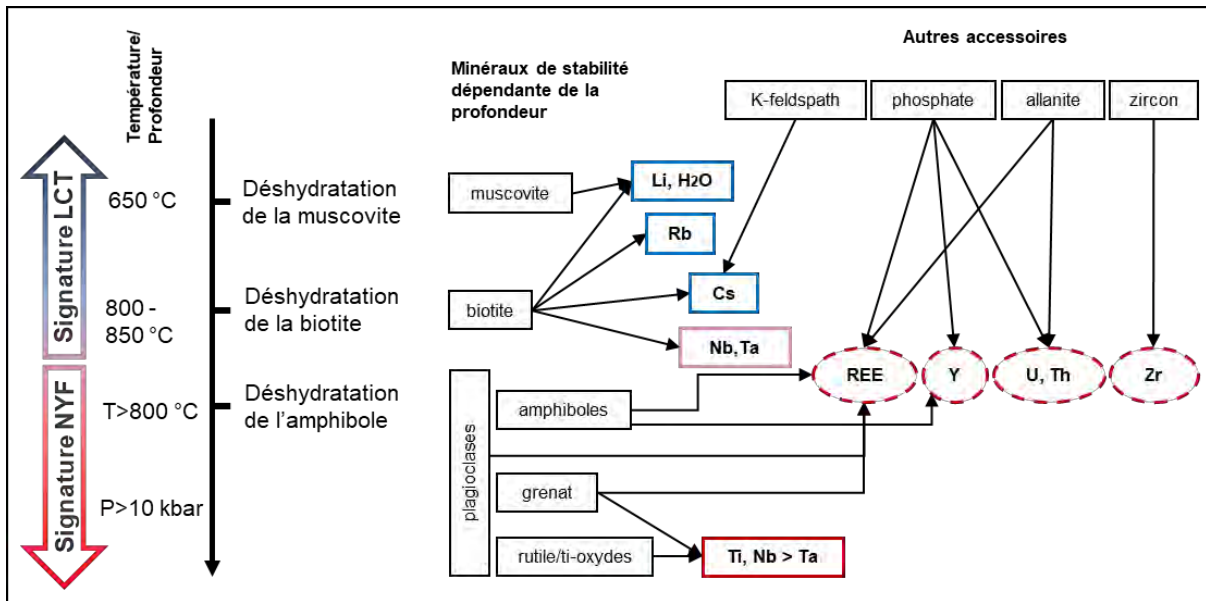 Autres accessoires
Température/
Profondeur
Minéraux de stabilité
dépendante de la
profondeur
K-feldspath
phosphate
allanite
zircon
Signature LCT
650 °C
Déshydratation
de la muscovite
muscovite
Li, H2O
Rb
800 -
850 °C
Déshydratation
de la biotite
biotite
Cs
Nb,Ta
REE
Y
U, Th
Zr
Signature NYF
T>800 °C
Déshydratation
de l'amphibole
plagioclases
amphiboles
grenat
P>10 kbar
rutile/ti-oxydes
Ti, Nb > Ta